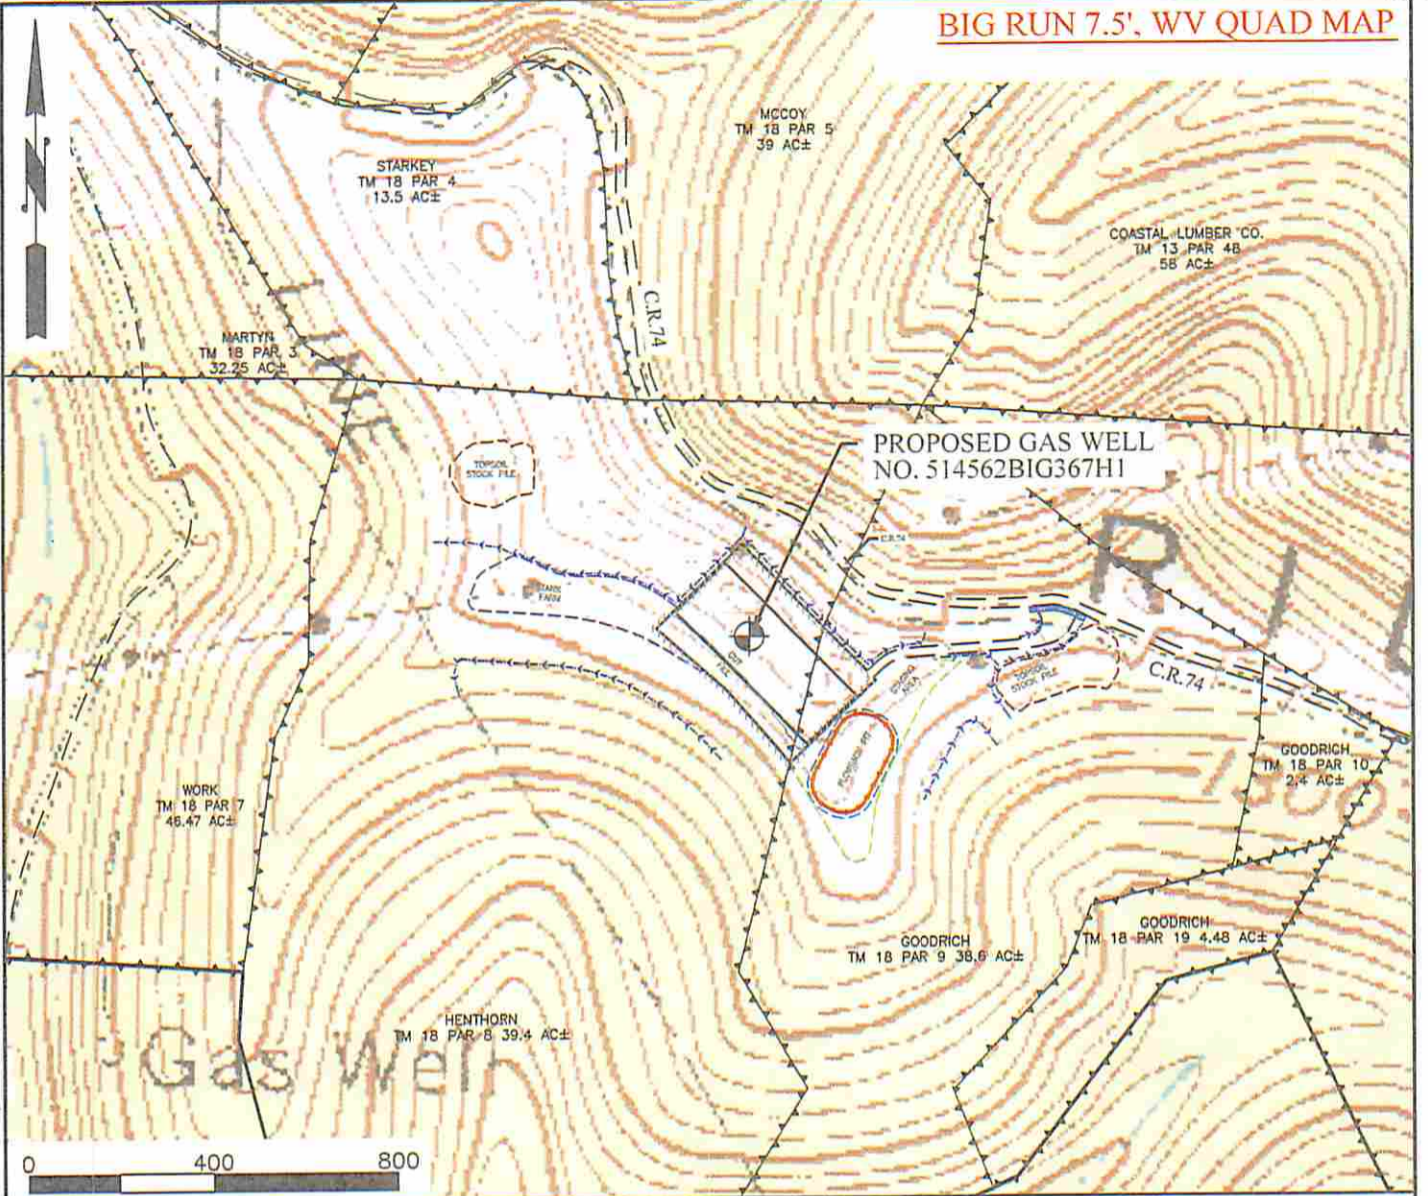 BIG RUN 7.5', WV QUAD MAP
N
MCCOY
TM 18 PAR 5
39 AC±
STARKEY
TM 18 PAR 4
13.5 AC±
COASTAL LUMBER CO.
TM 13 PAR 48
58 AC±
C.R.74
LINE
MARTYN
TM 18 PAR 3
32.25 AC±
PROPOSED GAS WELL
NO. 514562BIG367H1
TOPSOIL
STOCK PILE
C.R.74
R I
CUT
FILL
TOPSOIL
STOCK PILE
C.R.74
GOODRICH
TM 18 PAR 10
2.4 AC±
WORK
TM 18 PAR 7
46.47 AC±
GOODRICH
TM 18 PAR 19 4.48 AC±
GOODRICH
TM 18 PAR 9 38.6 AC±
HENTHORN
TM 18 PAR 8 39.4 AC±
Gas Well
0 400 800